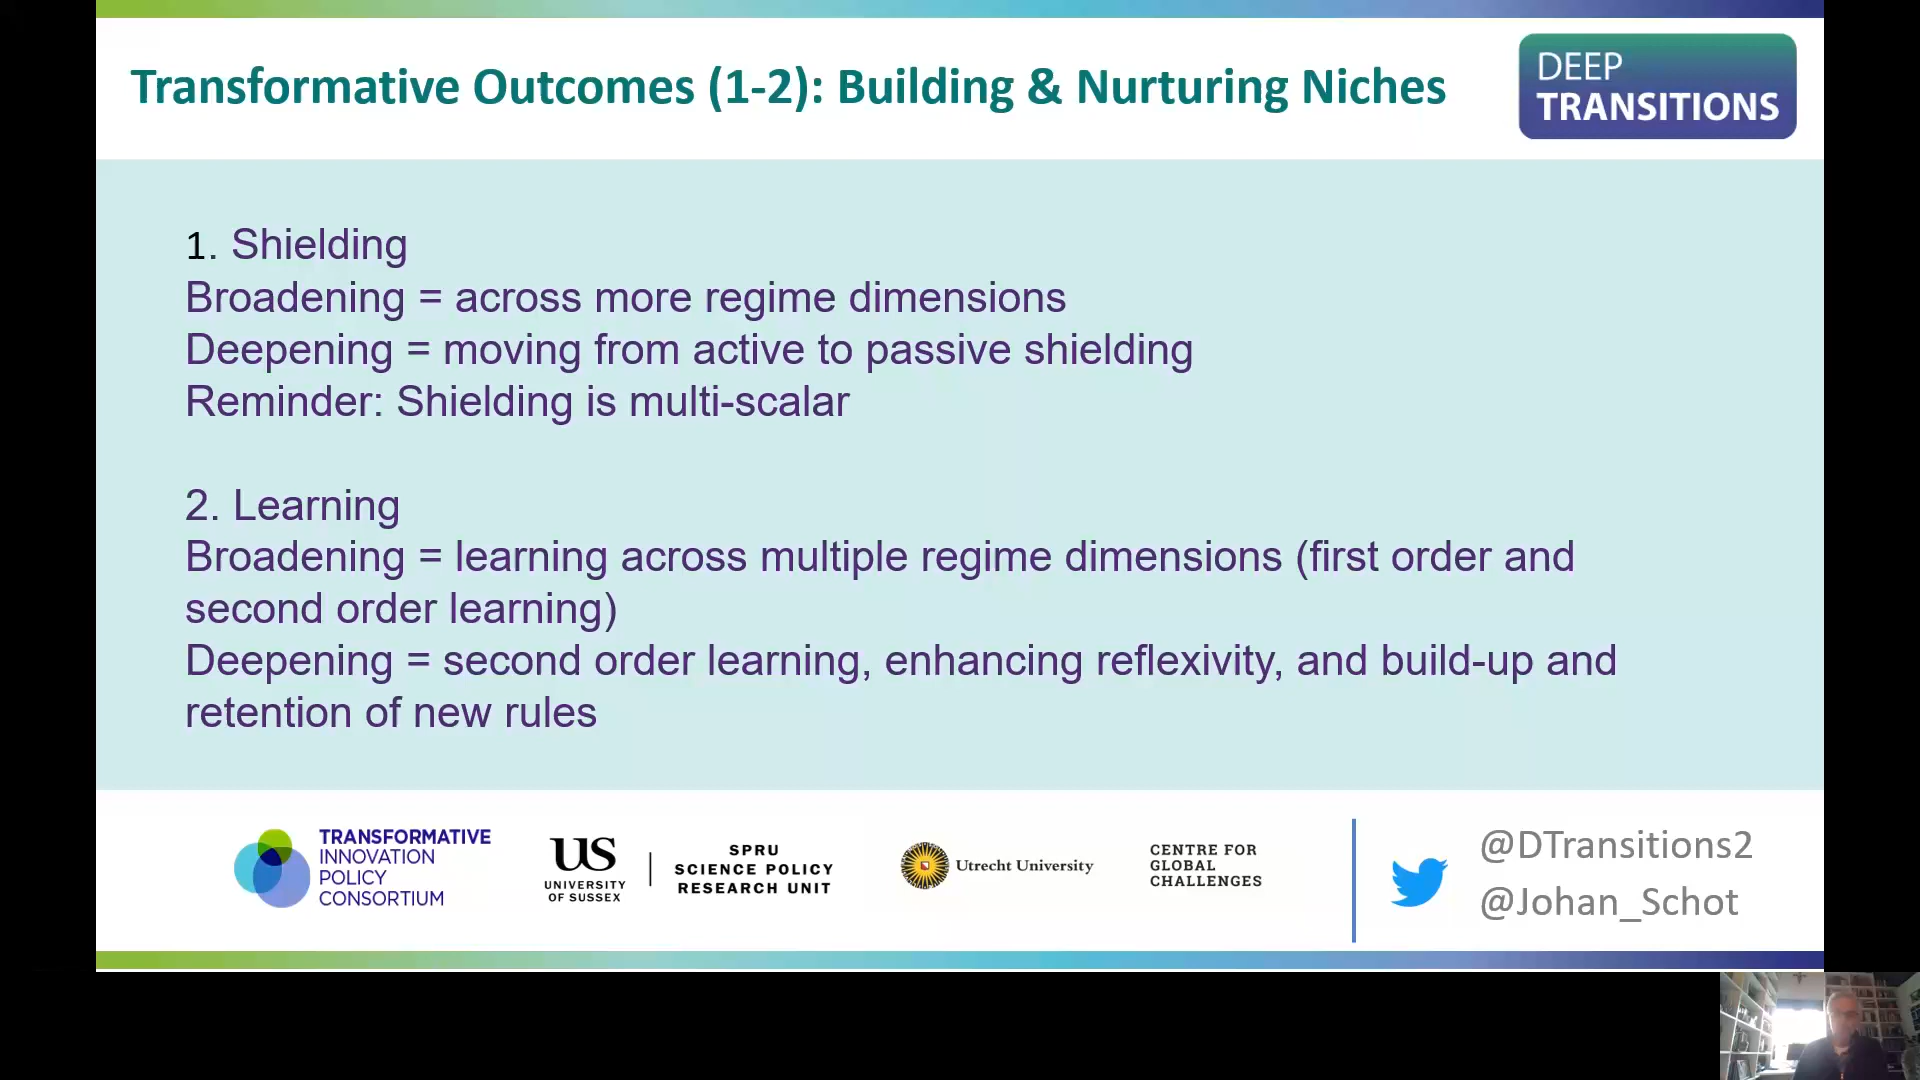 Transformative Outcomes (1-2): Building & Nurturing Niches
DEEP
TRANSITIONS
1. Shielding
Broadening = across more regime dimensions
Deepening = moving from active to passive shielding
Reminder: Shielding is multi-scalar
2. Learning
Broadening = learning across multiple regime dimensions (first order and
second order learning)
Deepening = second order learning, enhancing reflexivity, and build-up and
retention of new rules
TRANSFORMATIVE
INNOVATION
POLICY
CONSORTIUM
US
UNIVERSITY
OF SUSSEX
SPRU
SCIENCE POLICY
RESEARCH UNIT
Utrecht University
CENTRE FOR
GLOBAL
CHALLENGES
@DTransitions2
@Johan_Schot